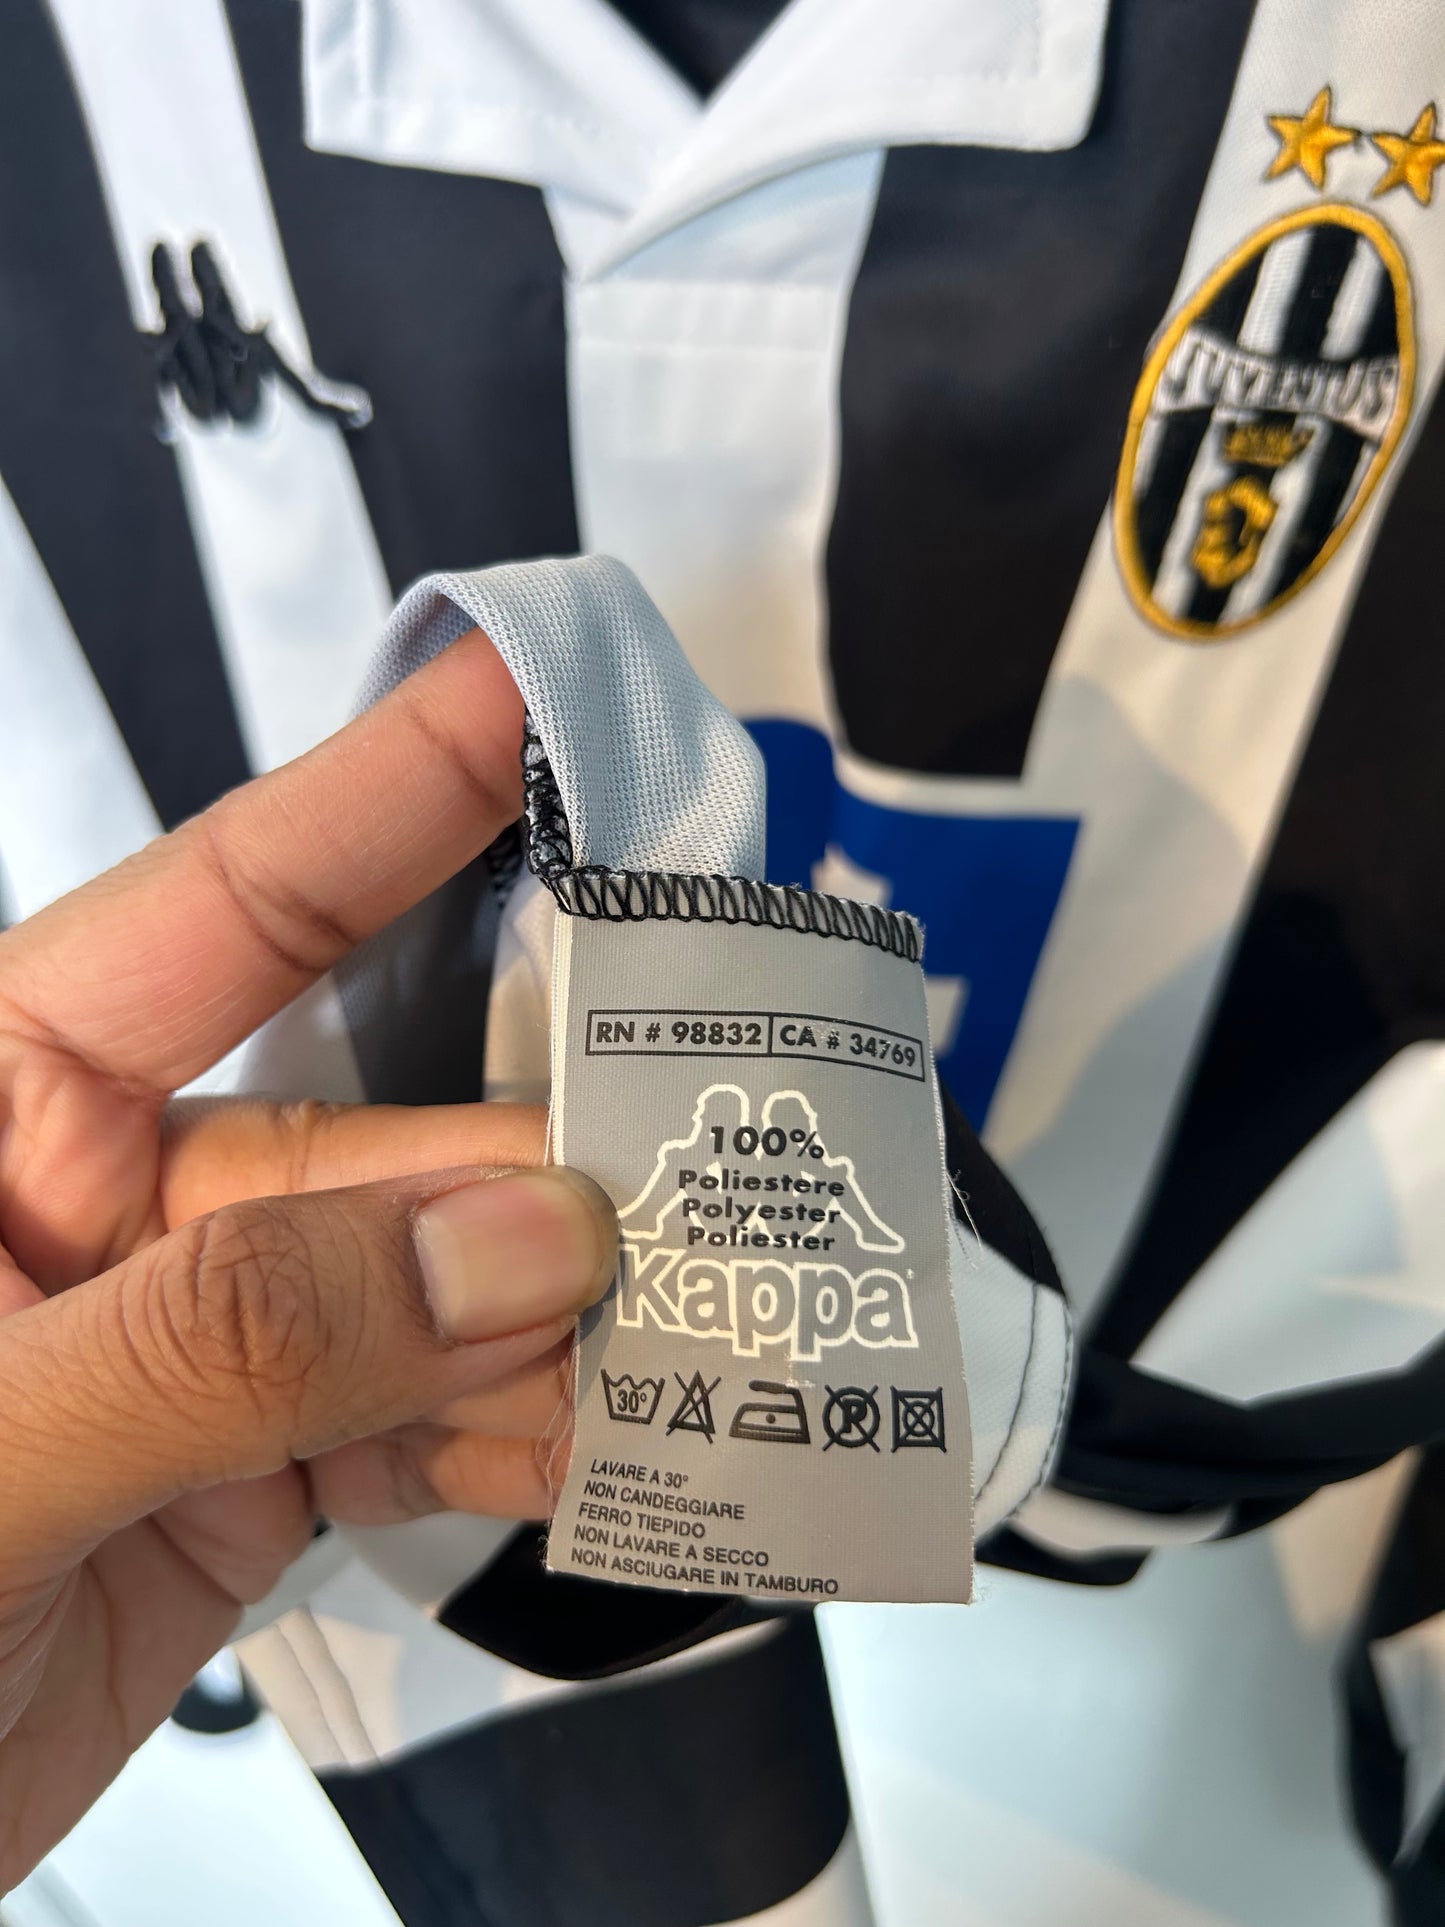 JUVENTUS
RN # 98832 CA # 34769
100%
Poliestere
Polyester
Poliester
Kappa
30° P
LAVARE A 30°
NON CANDEGGIARE
FERRO TIEPIDO
NON LAVARE A SECCO
NON ASCIUGARE IN TAMBURO